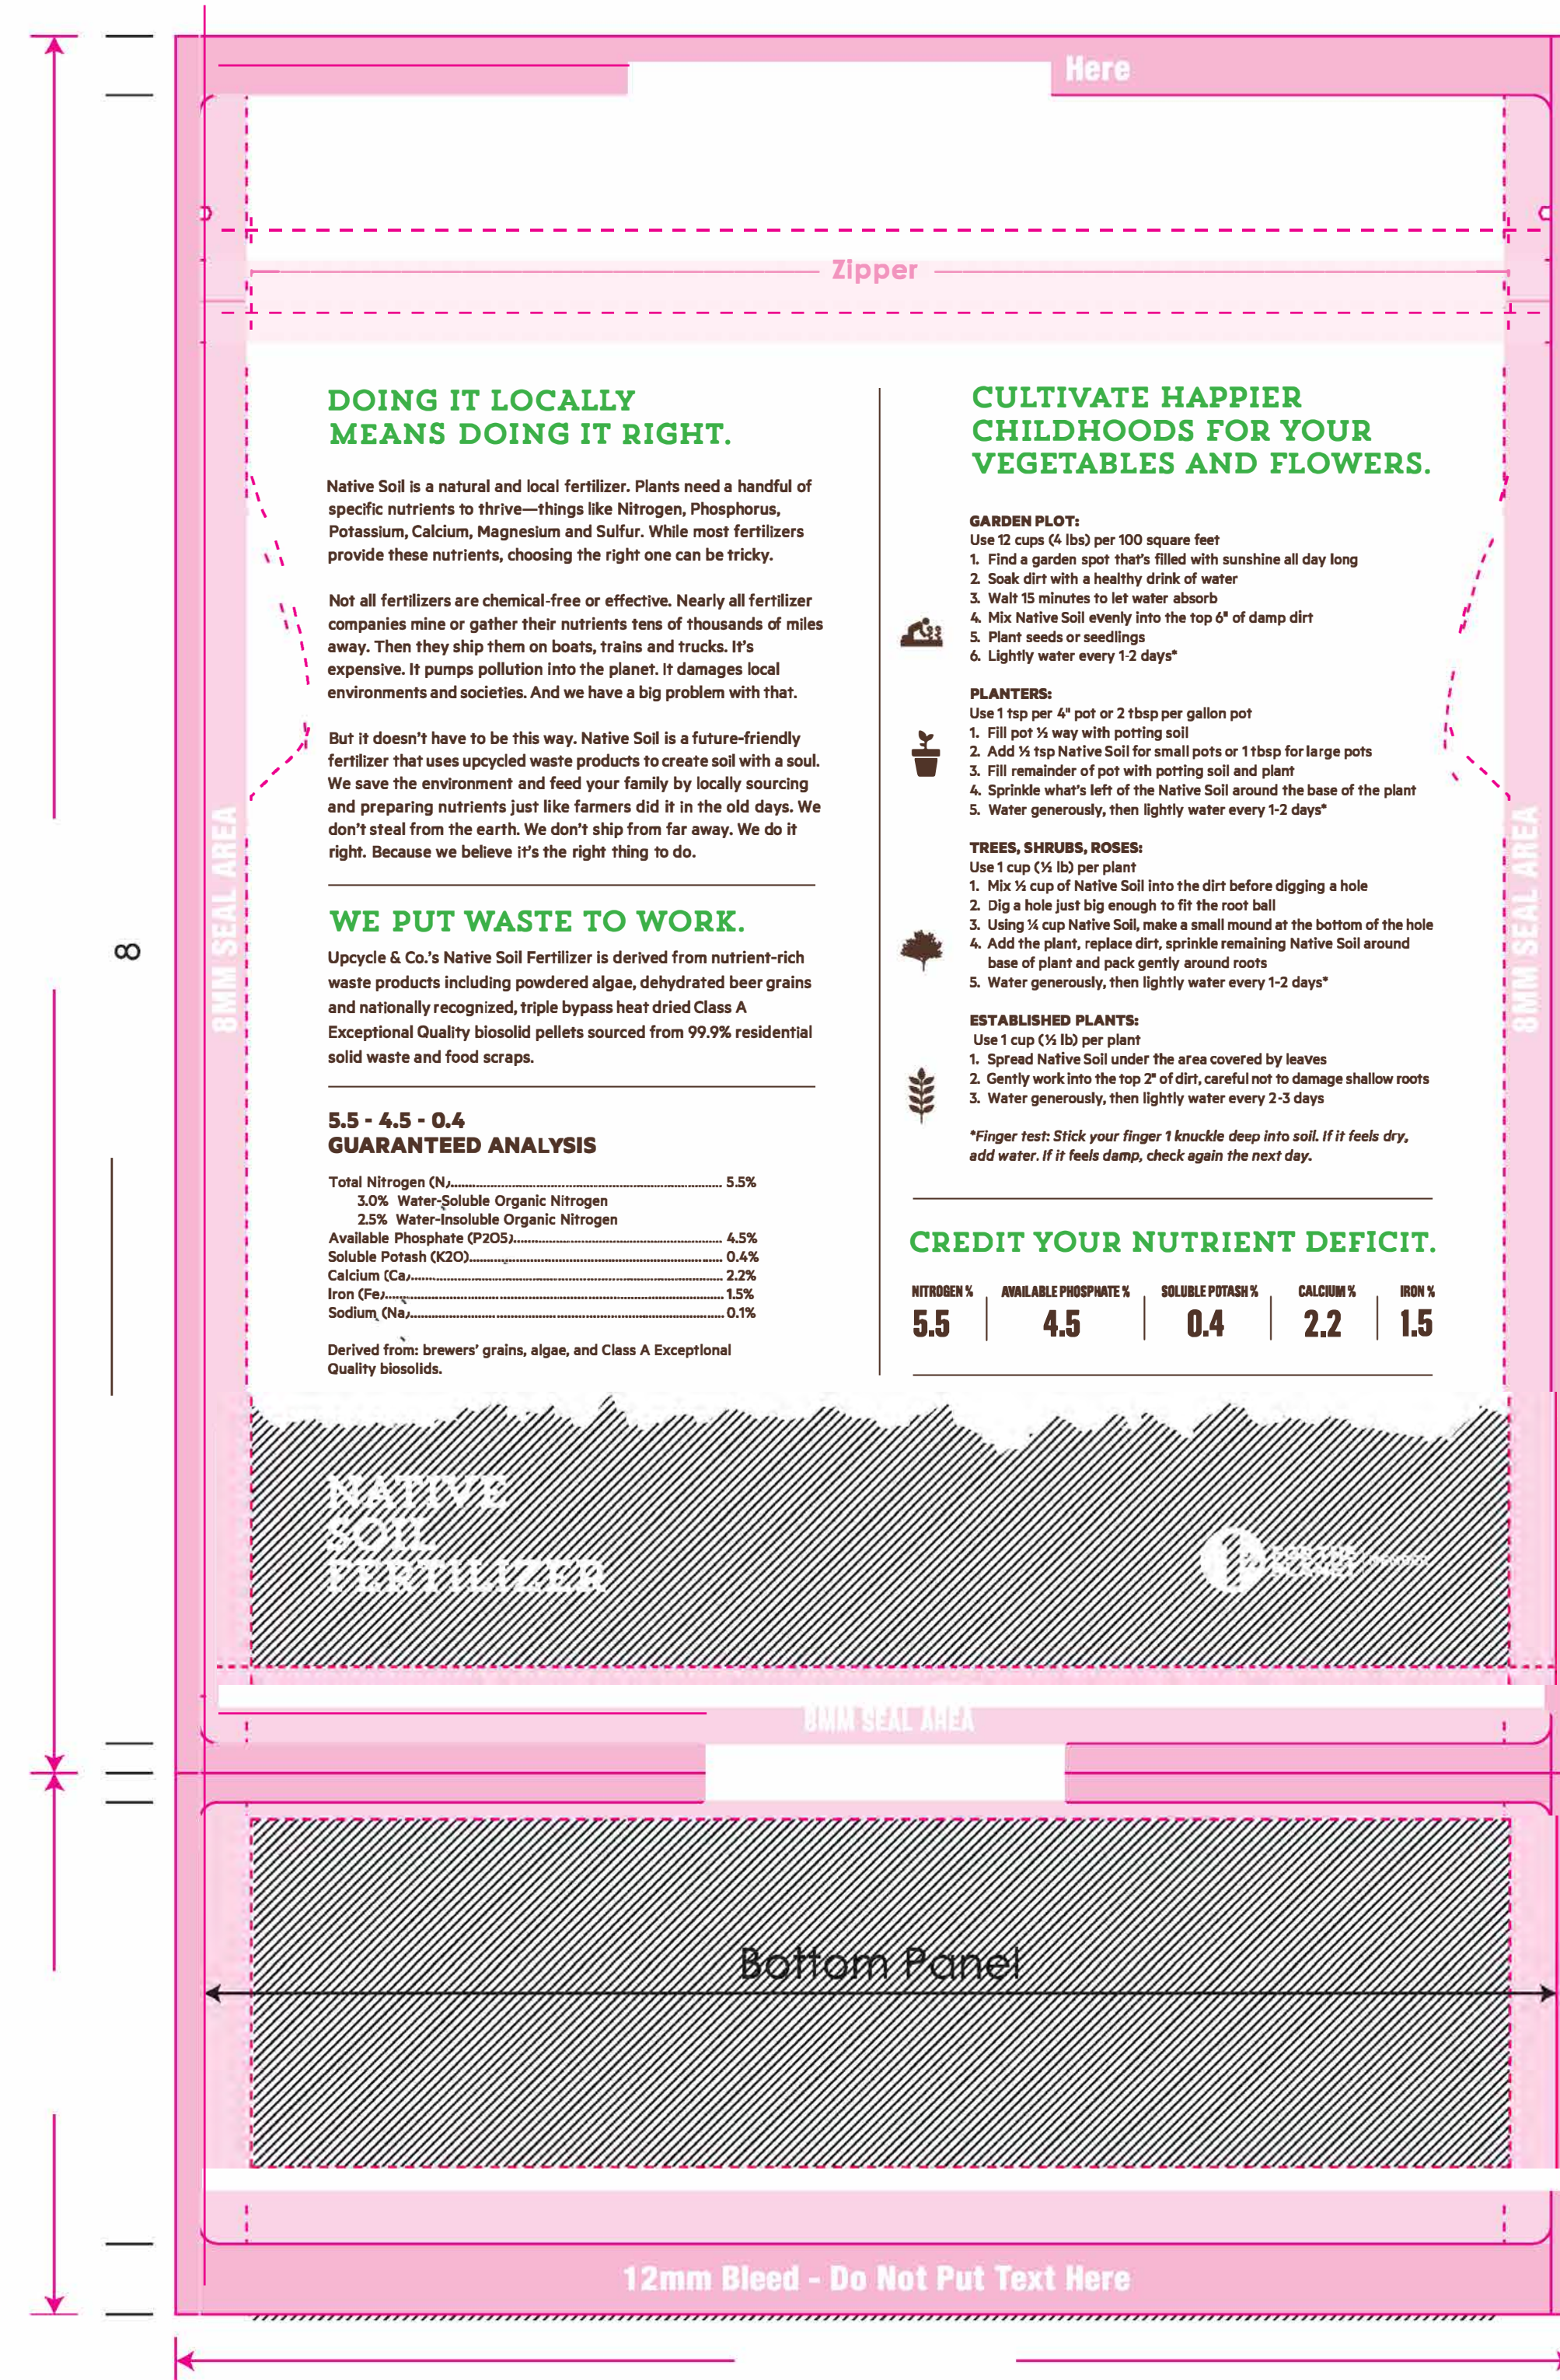 Here
Zipper
DOING IT LOCALLY
MEANS DOING IT RIGHT.
Native Soil is a natural and local fertilizer. Plants need a handful of
specific nutrients to thrive—things like Nitrogen, Phosphorus,
Potassium, Calcium, Magnesium and Sulfur. While most fertilizers
provide these nutrients, choosing the right one can be tricky.
Not all fertilizers are chemical-free or effective. Nearly all fertilizer
companies mine or gather their nutrients tens of thousands of miles
away. Then they ship them on boats, trains and trucks. It's
expensive. It pumps pollution into the planet. It damages local
environments and societies. And we have a big problem with that.
But it doesn't have to be this way. Native Soil is a future-friendly
fertilizer that uses upcycled waste products to create soil with a soul.
We save the environment and feed your family by locally sourcing
and preparing nutrients just like farmers did it in the old days. We
don't steal from the earth. We don't ship from far away. We do it
right. Because we believe it's the right thing to do.
WE PUT WASTE TO WORK.
Upcycle & Co.'s Native Soil Fertilizer is derived from nutrient-rich
waste products including powdered algae, dehydrated beer grains
and nationally recognized, triple bypass heat dried Class A
Exceptional Quality biosolid pellets sourced from 99.9% residential
solid waste and food scraps.
5.5 - 4.5 - 0.4
GUARANTEED ANALYSIS
Total Nitrogen (N)..... 5.5%
3.0% Water-Soluble Organic Nitrogen
2.5% Water-Insoluble Organic Nitrogen
Available Phosphate (P2O5)..... 4.5%
Soluble Potash (K2O)..... 0.4%
Calcium (Ca)..... 2.2%
Iron (Fe)..... 1.5%
Sodium (Na)..... 0.1%
Derived from: brewers' grains, algae, and Class A Exceptional
Quality biosolids.
CULTIVATE HAPPIER
CHILDHOODS FOR YOUR
VEGETABLES AND FLOWERS.
GARDEN PLOT:
Use 12 cups (4 lbs) per 100 square feet
1. Find a garden spot that's filled with sunshine all day long
2. Soak dirt with a healthy drink of water
3. Wait 15 minutes to let water absorb
4. Mix Native Soil evenly into the top 6" of damp dirt
5. Plant seeds or seedlings
6. Lightly water every 1-2 days*
PLANTERS:
Use 1 tsp per 4" pot or 2 tbsp per gallon pot
1. Fill pot ½ way with potting soil
2. Add ½ tsp Native Soil for small pots or 1 tbsp for large pots
3. Fill remainder of pot with potting soil and plant
4. Sprinkle what's left of the Native Soil around the base of the plant
5. Water generously, then lightly water every 1-2 days*
TREES, SHRUBS, ROSES:
Use 1 cup (⅓ lb) per plant
1. Mix ½ cup of Native Soil into the dirt before digging a hole
2. Dig a hole just big enough to fit the root ball
3. Using ¼ cup Native Soil, make a small mound at the bottom of the hole
4. Add the plant, replace dirt, sprinkle remaining Native Soil around
base of plant and pack gently around roots
5. Water generously, then lightly water every 1-2 days*
ESTABLISHED PLANTS:
Use 1 cup (⅓ lb) per plant
1. Spread Native Soil under the area covered by leaves
2. Gently work into the top 2" of dirt, careful not to damage shallow roots
3. Water generously, then lightly water every 2-3 days
*Finger test: Stick your finger 1 knuckle deep into soil. If it feels dry,
add water. If it feels damp, check again the next day.
CREDIT YOUR NUTRIENT DEFICIT.
NITROGEN % AVAILABLE PHOSPHATE % SOLUBLE POTASH % CALCIUM % IRON %
5.5 4.5 0.4 2.2 1.5
8MM SEAL AREA
8MM SEAL AREA
8
NATIVE
SOIL
FERTILIZER
FOR THE
PLANET
8MM SEAL AREA
Bottom Panel
12mm Bleed - Do Not Put Text Here